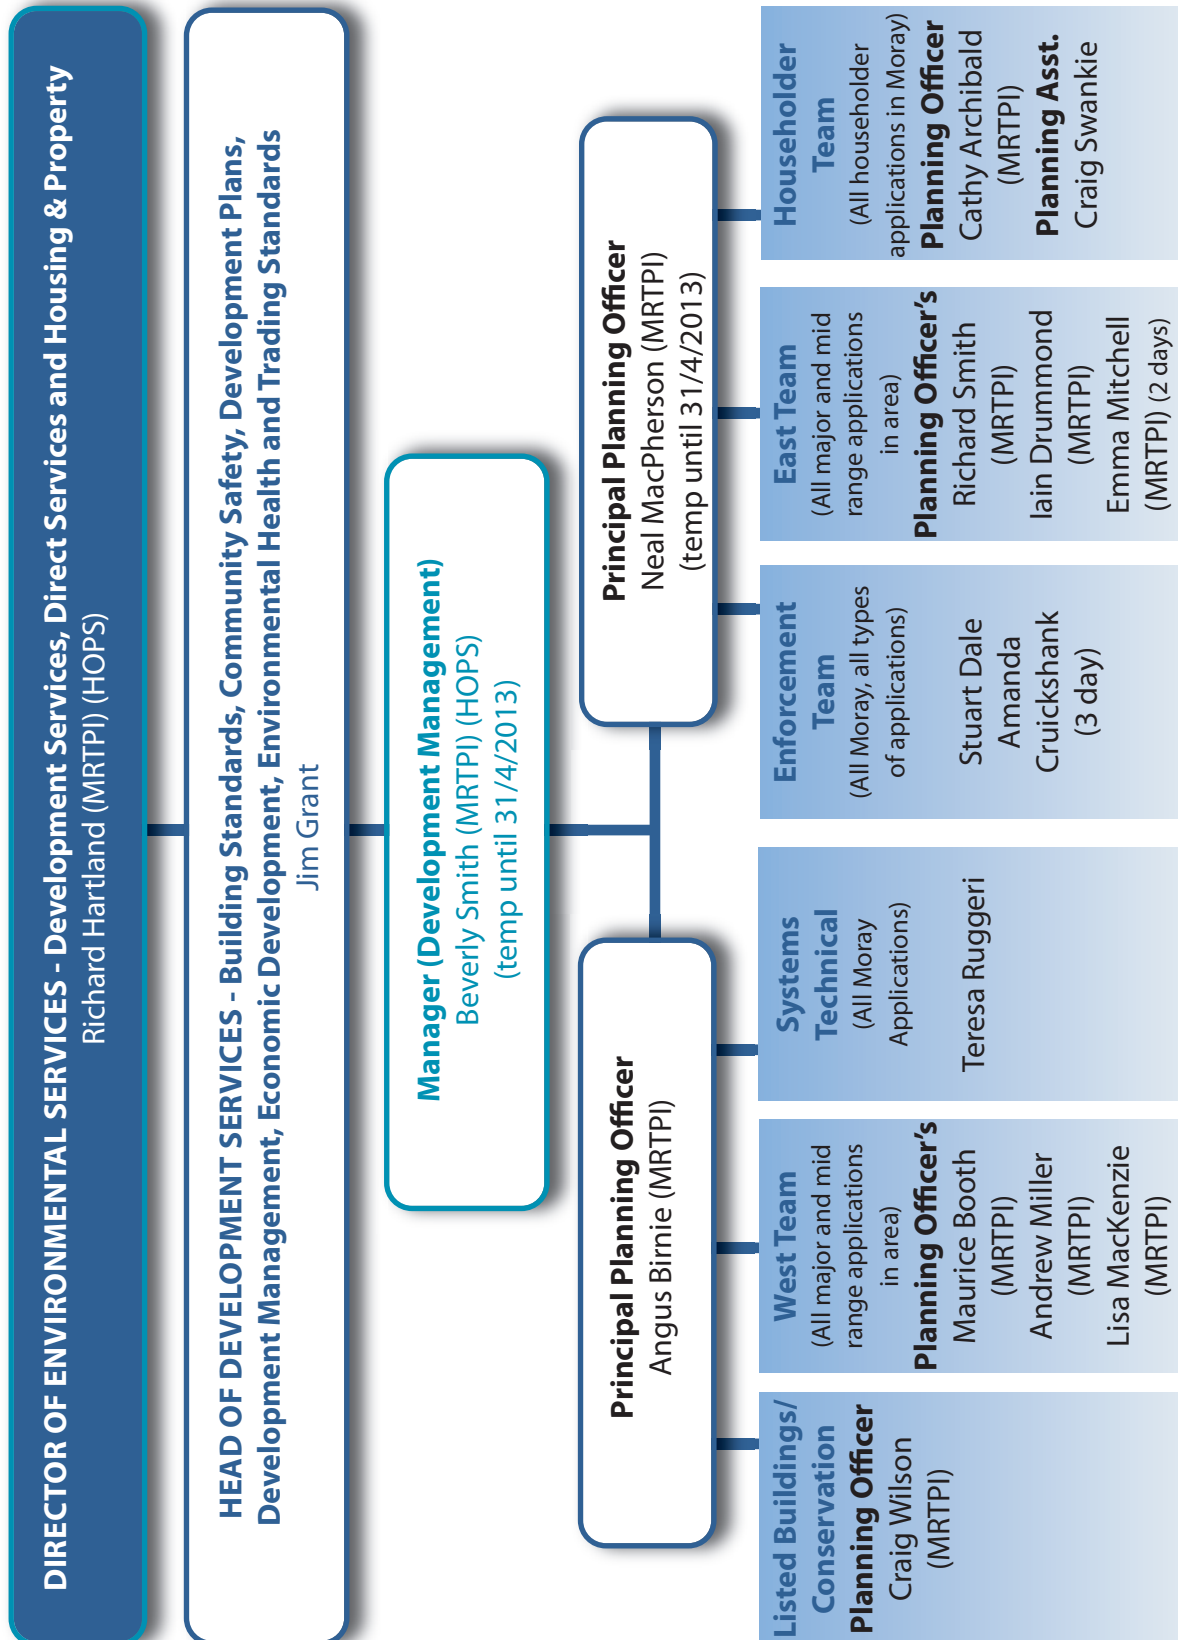 DIRECTOR OF ENVIRONMENTAL SERVICES - Development Services, Direct Services and Housing & Property
Richard Hartland (MRTPI) (HOPS)
HEAD OF DEVELOPMENT SERVICES - Building Standards, Community Safety, Development Plans,
Development Management, Economic Development, Environmental Health and Trading Standards
Jim Grant
Manager (Development Management)
Beverly Smith (MRTPI) (HOPS)
(temp until 31/4/2013)
Principal Planning Officer
Angus Birnie (MRTPI)
Principal Planning Officer
Neal MacPherson (MRTPI)
(temp until 31/4/2013)
Listed Buildings/
Conservation
Planning Officer
Craig Wilson
(MRTPI)
West Team
(All major and mid
range applications
in area)
Planning Officer's
Maurice Booth
(MRTPI)
Andrew Miller
(MRTPI)
Lisa MacKenzie
(MRTPI)
Systems
Technical
(All Moray
Applications)
Teresa Ruggeri
Enforcement
Team
(All Moray, all types
of applications)
Stuart Dale
Amanda
Cruickshank
(3 day)
East Team
(All major and mid
range applications
in area)
Planning Officer's
Richard Smith
(MRTPI)
Iain Drummond
(MRTPI)
Emma Mitchell
(MRTPI) (2 days)
Householder
Team
(All householder
applications in Moray)
Planning Officer
Cathy Archibald
(MRTPI)
Planning Asst.
Craig Swankie